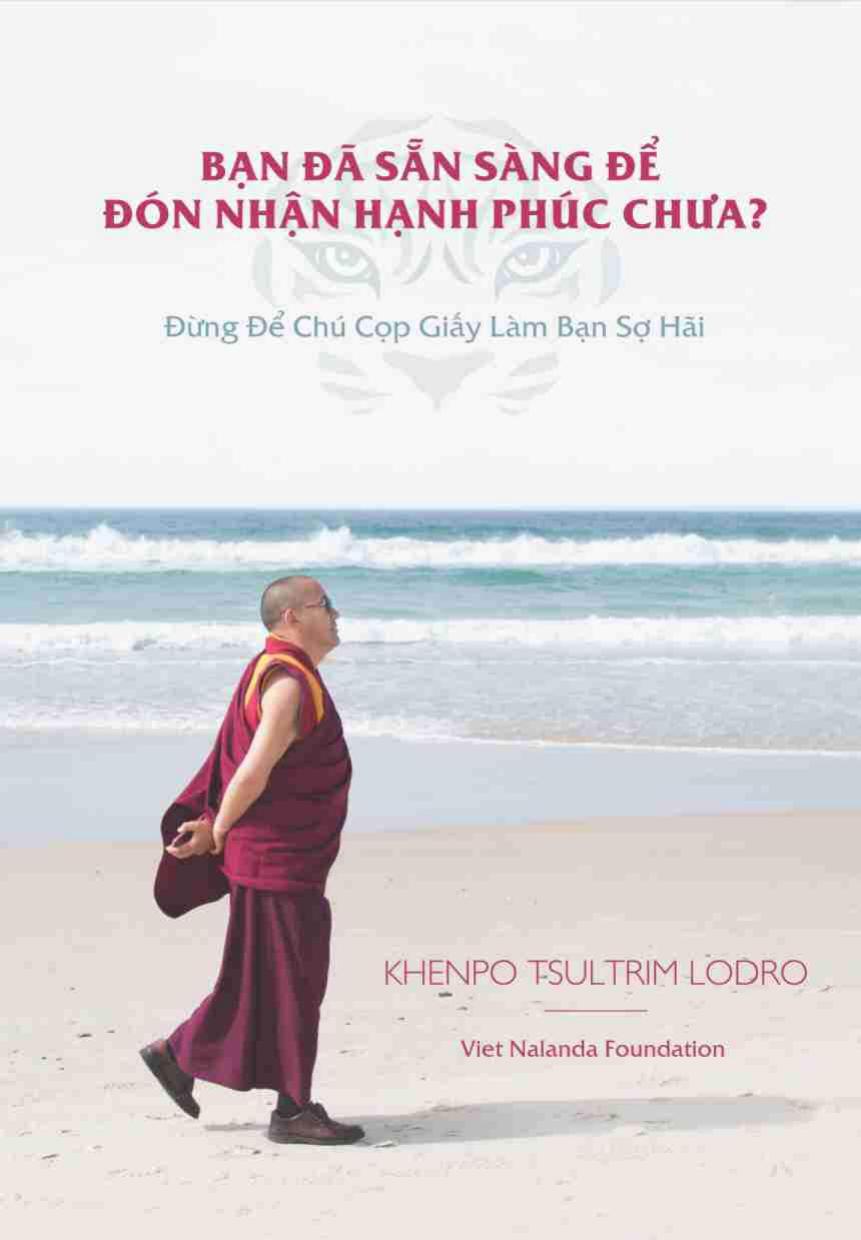 BẠN ĐÃ SẴN SÀNG ĐỂ
ĐÓN NHẬN HẠNH PHÚC CHƯA?
Đừng Để Chú Cọp Giấy Làm Bạn Sợ Hãi
KHENPO TSULTRIM LODRO
Viet Nalanda Foundation